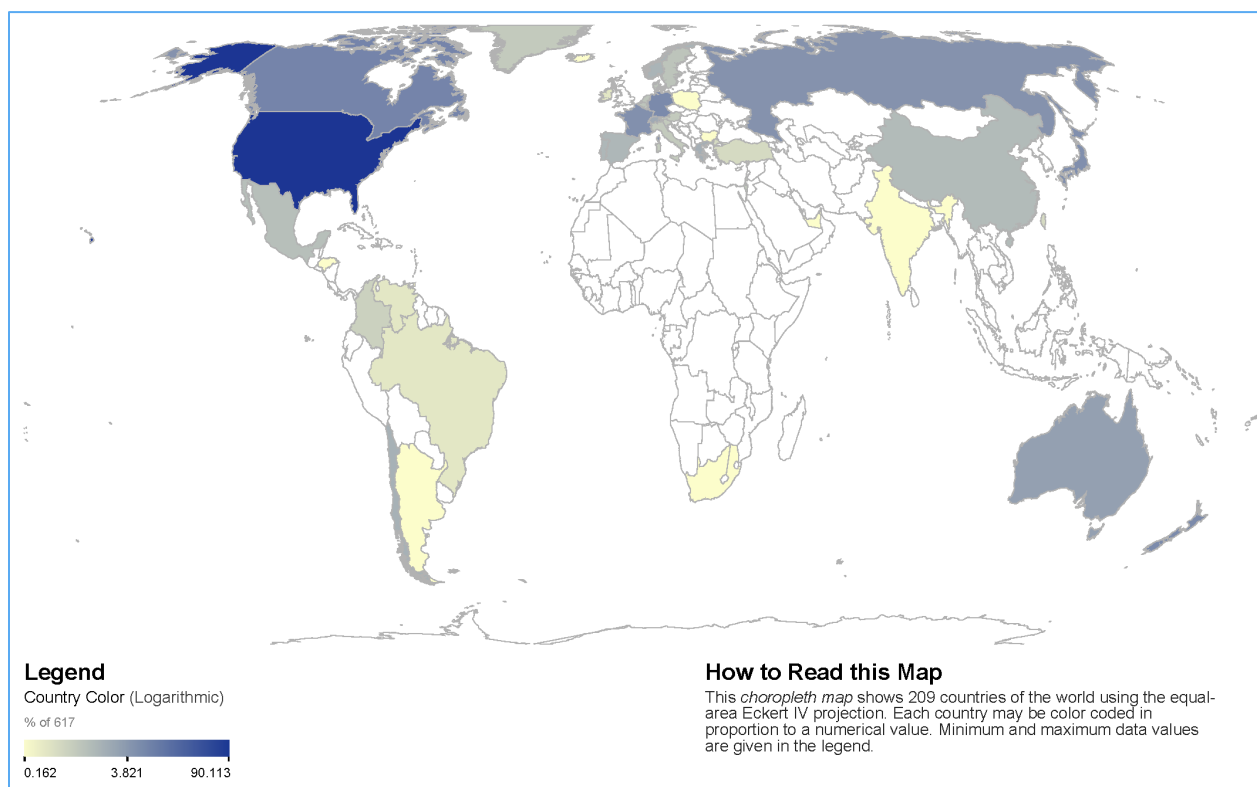 Legend
Country Color (Logarithmic)
% of 617
0.162 3.821 90.113
How to Read this Map
This choropleth map shows 209 countries of the world using the equal-
area Eckert IV projection. Each country may be color coded in
proportion to a numerical value. Minimum and maximum data values
are given in the legend.